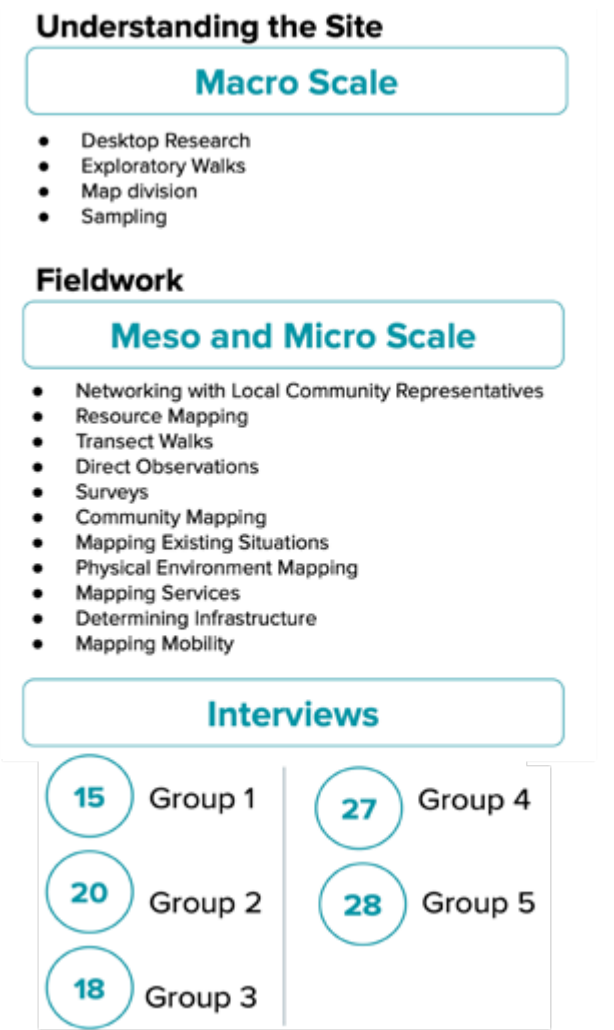 Understanding the Site
Macro Scale
● Desktop Research
● Exploratory Walks
● Map division
● Sampling
Fieldwork
Meso and Micro Scale
● Networking with Local Community Representatives
● Resource Mapping
● Transect Walks
● Direct Observations
● Surveys
● Community Mapping
● Mapping Existing Situations
● Physical Environment Mapping
● Mapping Services
● Determining Infrastructure
● Mapping Mobility
Interviews
15 Group 1
20 Group 2
18 Group 3
27 Group 4
28 Group 5